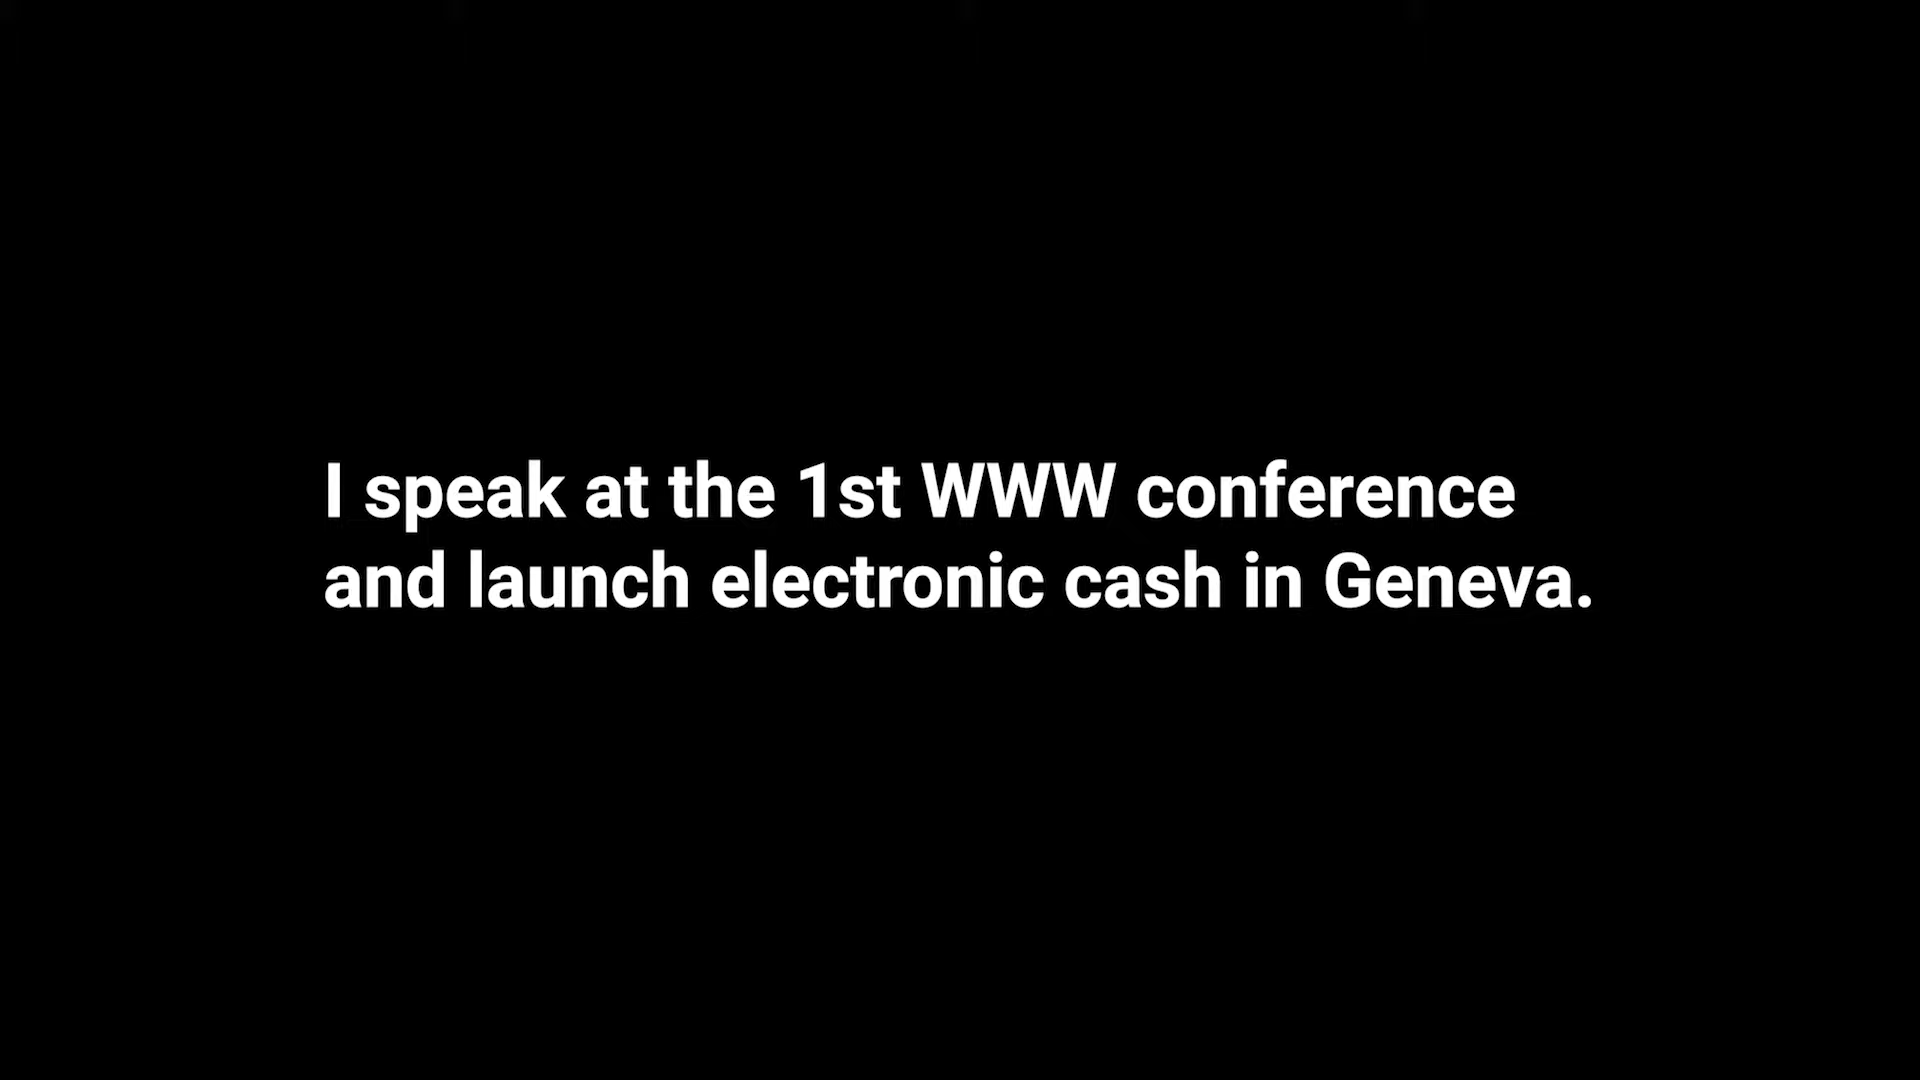 I speak at the 1st WWW conference
and launch electronic cash in Geneva.